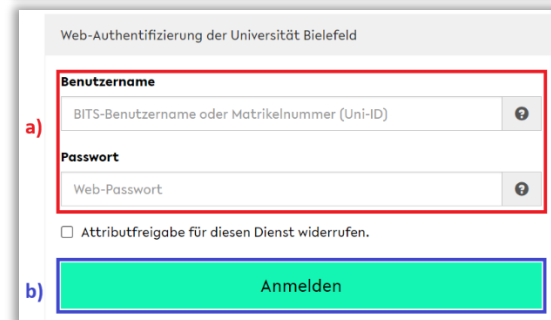 Web-Authentifizierung der Universität Bielefeld
Benutzername
a)
BITS-Benutzername oder Matrikelnummer (Uni-ID)
Passwort
Web-Passwort
Attributfreigabe für diesen Dienst widerrufen.
b)
Anmelden